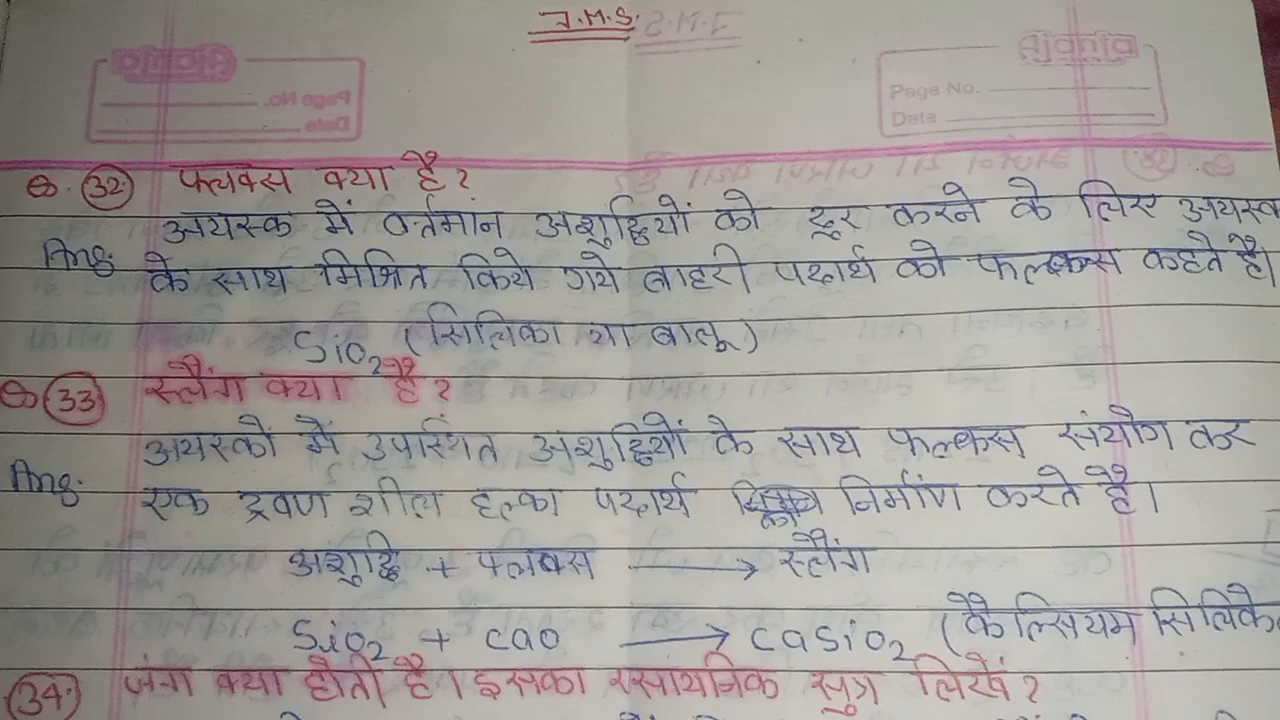 J.M.S.
Ajanta
Page No.
Date
Q. 32 फ्लक्स क्या है?
अयस्क में वर्तमान अशुद्धियों को दूर करने के लिए अयस्क
Ans. के साथ मिश्रित किये गये बाहरी पदार्थ को फ्लक्स कहते है।
SiO₂ (सिलिका या बालू)
Q 33 स्लैग क्या है?
अयस्कों में उपस्थित अशुद्धियों के साथ फ्लक्स संयोग कर
Ans. एक द्रवण शील हल्का पदार्थ निर्माण करते है।
अशुद्धि + फ्लक्स → स्लैग
SiO₂ + CaO → CaSiO₂ (कैल्सियम सिलिके
34. जंग क्या होती है। इसका रसायनिक सुत्र लिखें?